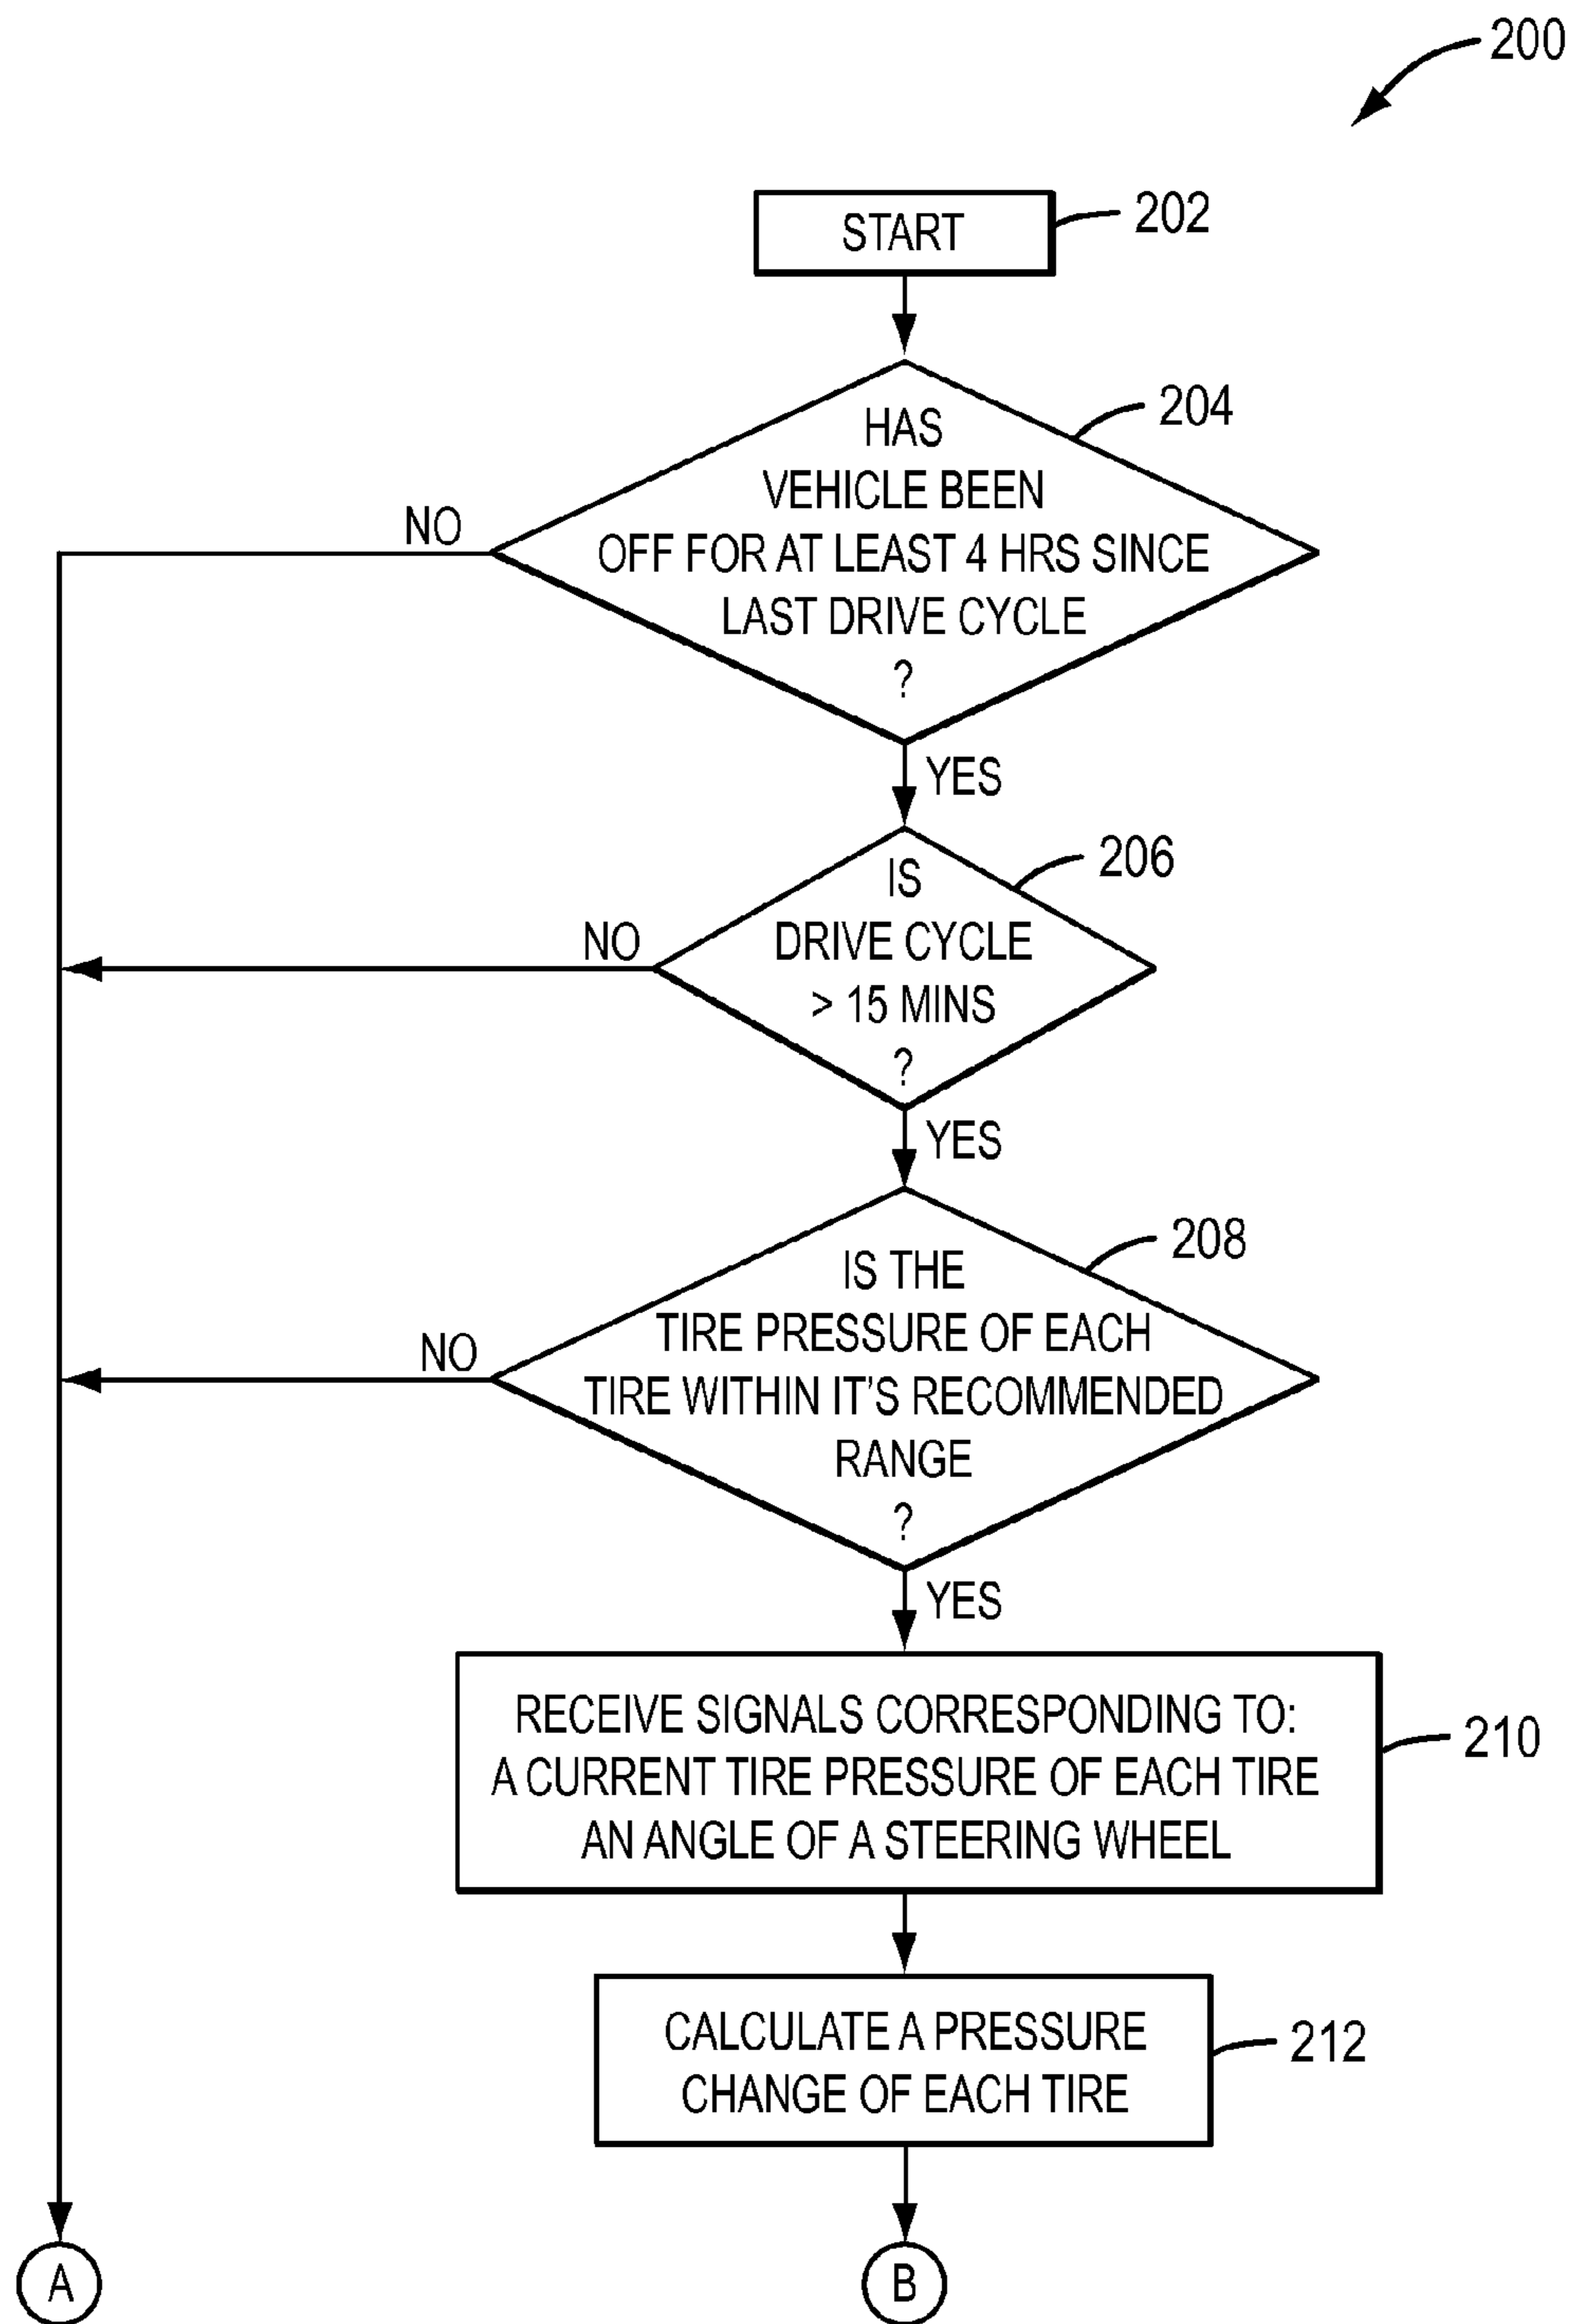 200
START
202
HAS
204
VEHICLE BEEN
NO
OFF FOR AT LEAST 4 HRS SINCE
LAST DRIVE CYCLE
?
YES
IS
206
NO
DRIVE CYCLE
> 15 MINS
?
YES
208
IS THE
TIRE PRESSURE OF EACH
NO
TIRE WITHIN IT'S RECOMMENDED
RANGE
?
YES
RECEIVE SIGNALS CORRESPONDING TO:
210
A CURRENT TIRE PRESSURE OF EACH TIRE
AN ANGLE OF A STEERING WHEEL
CALCULATE A PRESSURE
212
CHANGE OF EACH TIRE
A
B